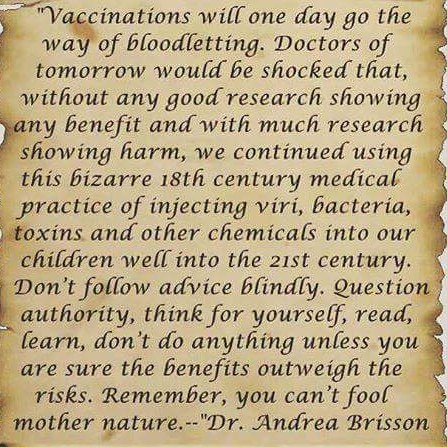 "Vaccinations will one day go the
way of bloodletting. Doctors of
tomorrow would be shocked that,
without any good research showing
any benefit and with much research
showing harm, we continued using
this bizarre 18th century medical
practice of injecting viri, bacteria,
toxins and other chemicals into our
children well into the 21st century.
Don't follow advice blindly. Question
authority, think for yourself, read,
learn, don't do anything unless you
are sure the benefits outweigh the
risks. Remember, you can't fool
mother nature.--"Dr. Andrea Brisson